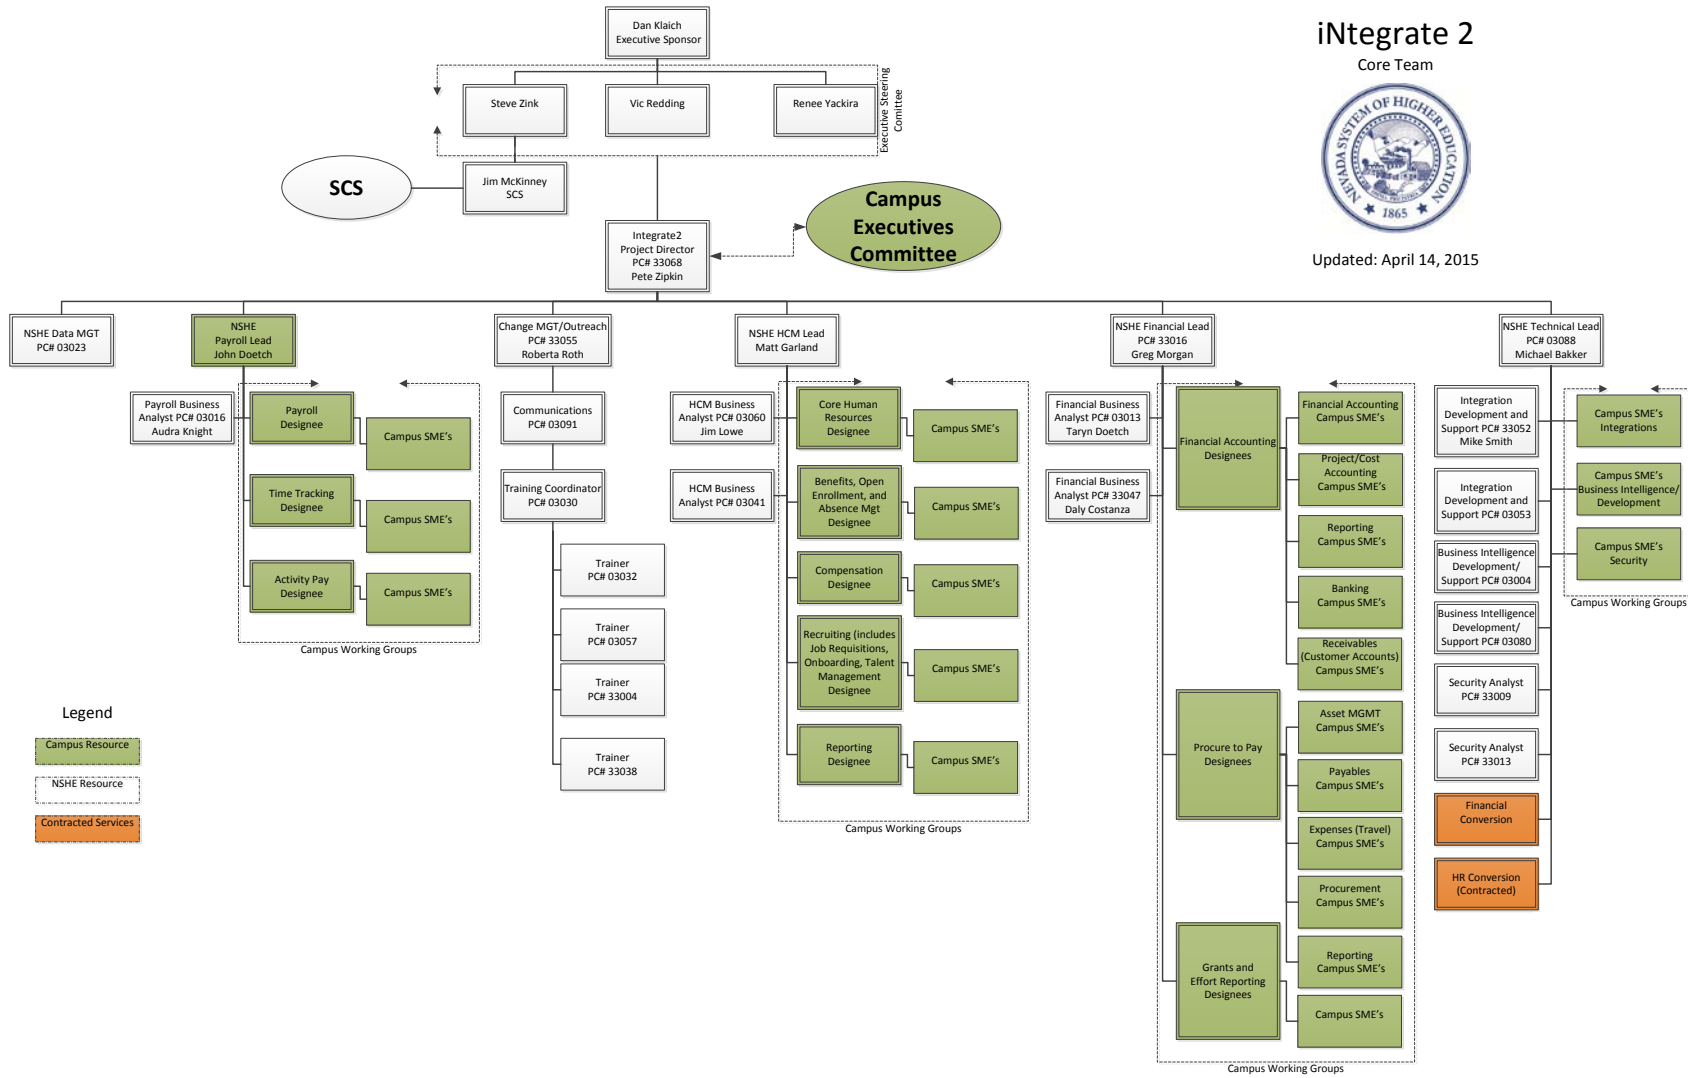 iNtegrate 2
Core Team
NEVADA SYSTEM OF HIGHER EDUCATION
1865
Updated: April 14, 2015
Dan Klaich
Executive Sponsor
Steve Zink
Vic Redding
Renee Yackira
Executive Steering
Comittee
SCS
Jim McKinney
SCS
Campus
Executives
Committee
Integrate2
Project Director
PC# 33068
Pete Zipkin
NSHE Data MGT
PC# 03023
NSHE
Payroll Lead
John Doetch
Change MGT/Outreach
PC# 33055
Roberta Roth
NSHE HCM Lead
Matt Garland
NSHE Financial Lead
PC# 33016
Greg Morgan
NSHE Technical Lead
PC# 03088
Michael Bakker
Payroll Business
Analyst PC# 03016
Audra Knight
Payroll
Designee
Campus SME's
Time Tracking
Designee
Campus SME's
Activity Pay
Designee
Campus SME's
Campus Working Groups
Communications
PC# 03091
Training Coordinator
PC# 03030
Trainer
PC# 03032
Trainer
PC# 03057
Trainer
PC# 33004
Trainer
PC# 33038
HCM Business
Analyst PC# 03060
Jim Lowe
HCM Business
Analyst PC# 03041
Core Human
Resources
Designee
Campus SME's
Benefits, Open
Enrollment, and
Absence Mgt
Designee
Campus SME's
Compensation
Designee
Campus SME's
Recruiting (includes
Job Requisitions,
Onboarding, Talent
Management
Designee
Campus SME's
Reporting
Designee
Campus SME's
Campus Working Groups
Financial Business
Analyst PC# 03013
Taryn Doetch
Financial Business
Analyst PC# 33047
Daly Costanza
Financial Accounting
Designees
Financial Accounting
Campus SME's
Project/Cost
Accounting
Campus SME's
Reporting
Campus SME's
Banking
Campus SME's
Receivables
(Customer Accounts)
Campus SME's
Procure to Pay
Designees
Asset MGMT
Campus SME's
Payables
Campus SME's
Expenses (Travel)
Campus SME's
Procurement
Campus SME's
Reporting
Campus SME's
Grants and
Effort Reporting
Designees
Campus SME's
Campus Working Groups
Integration
Development and
Support PC# 33052
Mike Smith
Integration
Development and
Support PC# 03053
Business Intelligence
Development/
Support PC# 03004
Business Intelligence
Development/
Support PC# 03080
Security Analyst
PC# 33009
Security Analyst
PC# 33013
Financial
Conversion
HR Conversion
(Contracted)
Campus SME's
Integrations
Campus SME's
Business Intelligence/
Development
Campus SME's
Security
Campus Working Groups
Legend
Campus Resource
NSHE Resource
Contracted Services